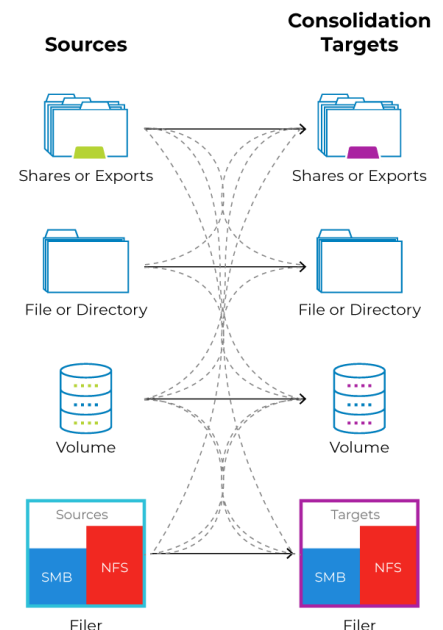 Sources
Consolidation
Targets
Shares or Exports
Shares or Exports
File or Directory
File or Directory
Volume
Volume
Sources
SMB
NFS
Targets
SMB
NFS
Filer
Filer